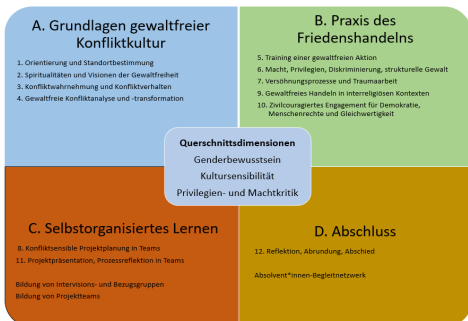 A. Grundlagen gewaltfreier
Konfliktkultur
1. Orientierung und Standortbestimmung
2. Spiritualitäten und Visionen der Gewaltfreiheit
3. Konfliktwahrnehmung und Konfliktverhalten
4. Gewaltfreie Konfliktanalyse und -transformation
B. Praxis des
Friedenshandelns
5. Training einer gewaltfreien Aktion
6. Macht, Privilegien, Diskriminierung, strukturelle Gewalt
7. Versöhnungsprozesse und Traumaarbeit
9. Gewaltfreies Handeln in interreligiösen Kontexten
10. Zivilcouragiertes Engagement für Demokratie,
Menschenrechte und Gleichwertigkeit
Querschnittsdimensionen
Genderbewusstsein
Kultursensibilität
Privilegien- und Machtkritik
C. Selbstorganisiertes Lernen
8. Konfliktsensible Projektplanung in Teams
11. Projektpräsentation, Prozessreflektion in Teams
Bildung von Intervisions- und Bezugsgruppen
Bildung von Projektteams
D. Abschluss
12. Reflektion, Abrundung, Abschied
Absolvent*innen-Begleitnetzwerk